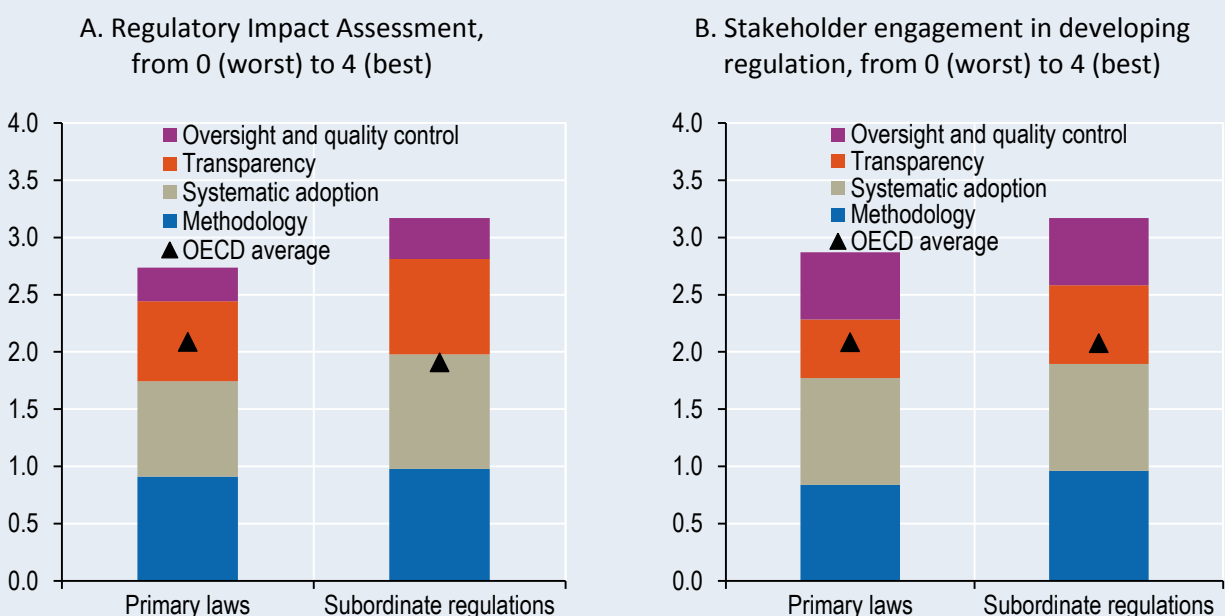 A. Regulatory Impact Assessment,
from 0 (worst) to 4 (best)
4.0
3.5
3.0
2.5
2.0
1.5
1.0
0.5
0.0
Oversight and quality control
Transparency
Systematic adoption
Methodology
OECD average
Primary laws
Subordinate regulations
B. Stakeholder engagement in developing
regulation, from 0 (worst) to 4 (best)
4.0
3.5
3.0
2.5
2.0
1.5
1.0
0.5
0.0
Oversight and quality control
Transparency
Systematic adoption
Methodology
OECD average
Primary laws
Subordinate regulations